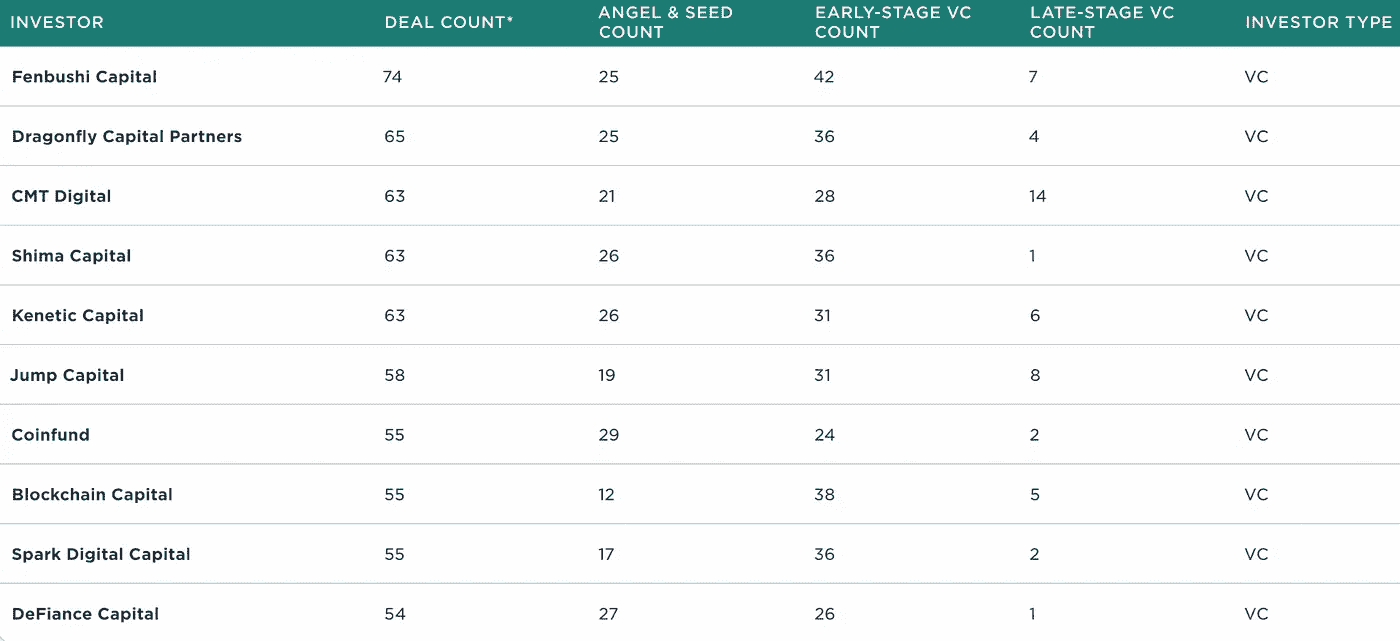 INVESTOR DEAL COUNT* ANGEL & SEED COUNT EARLY-STAGE VC COUNT LATE-STAGE VC COUNT INVESTOR TYPE
Fenbushi Capital 74 25 42 7 VC
Dragonfly Capital Partners 65 25 36 4 VC
CMT Digital 63 21 28 14 VC
Shima Capital 63 26 36 1 VC
Kenetic Capital 63 26 31 6 VC
Jump Capital 58 19 31 8 VC
Coinfund 55 29 24 2 VC
Blockchain Capital 55 12 38 5 VC
Spark Digital Capital 55 17 36 2 VC
DeFiance Capital 54 27 26 1 VC